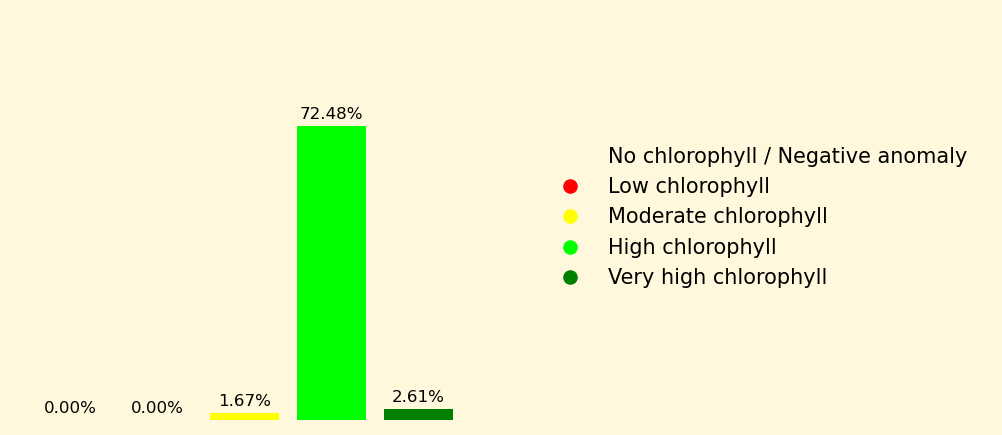 72.48%
0.00%
0.00%
1.67%
2.61%
No chlorophyll / Negative anomaly
Low chlorophyll
Moderate chlorophyll
High chlorophyll
Very high chlorophyll